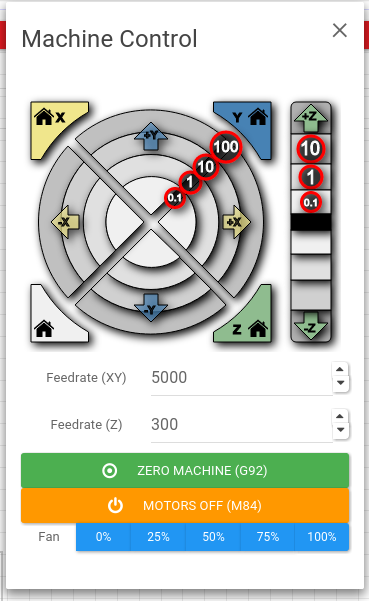 Machine Control
X
Y
+Z
+Y
100
10
10
1
1
0.1
0.1
-X
+X
-Y
Z
-Z
Feedrate (XY) 5000
Feedrate (Z) 300
ZERO MACHINE (G92)
MOTORS OFF (M84)
Fan 0% 25% 50% 75% 100%